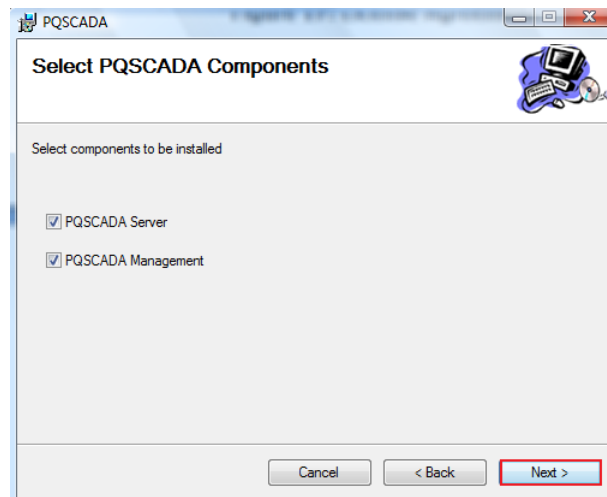 PQSCADA
Select PQSCADA Components
Select components to be installed
PQSCADA Server
PQSCADA Management
Cancel
< Back
Next >